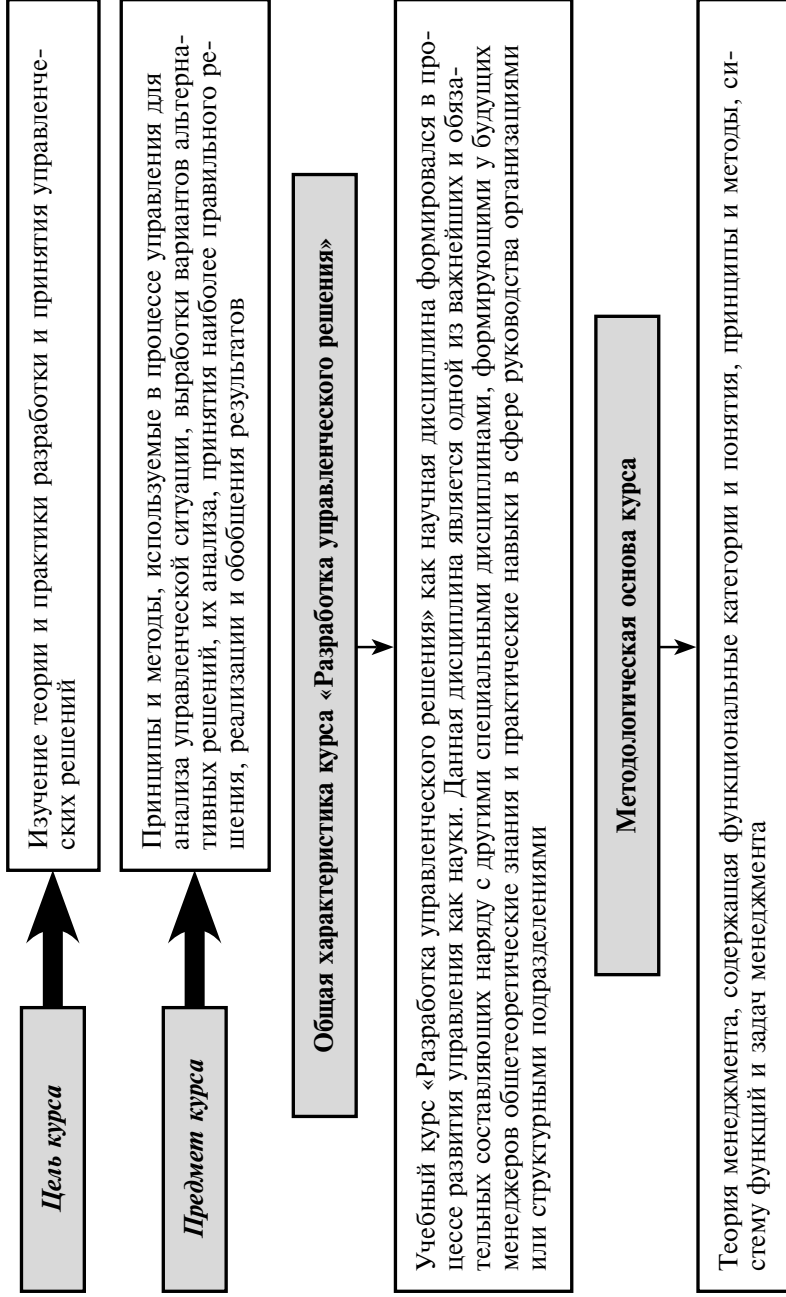 Цель курса
Изучение теории и практики разработки и принятия управленче-
ских решений
Предмет курса
Принципы и методы, используемые в процессе управления для
анализа управленческой ситуации, выработки вариантов альтерна-
тивных решений, их анализа, принятия наиболее правильного ре-
шения, реализации и обобщения результатов
Общая характеристика курса «Разработка управленческого решения»
Учебный курс «Разработка управленческого решения» как научная дисциплина формировался в про-
цессе развития управления как науки. Данная дисциплина является одной из важнейших и обяза-
тельных составляющих наряду с другими специальными дисциплинами, формирующими у будущих
менеджеров общетеоретические знания и практические навыки в сфере руководства организациями
или структурными подразделениями
Методологическая основа курса
Теория менеджмента, содержащая функциональные категории и понятия, принципы и методы, си-
стему функций и задач менеджмента